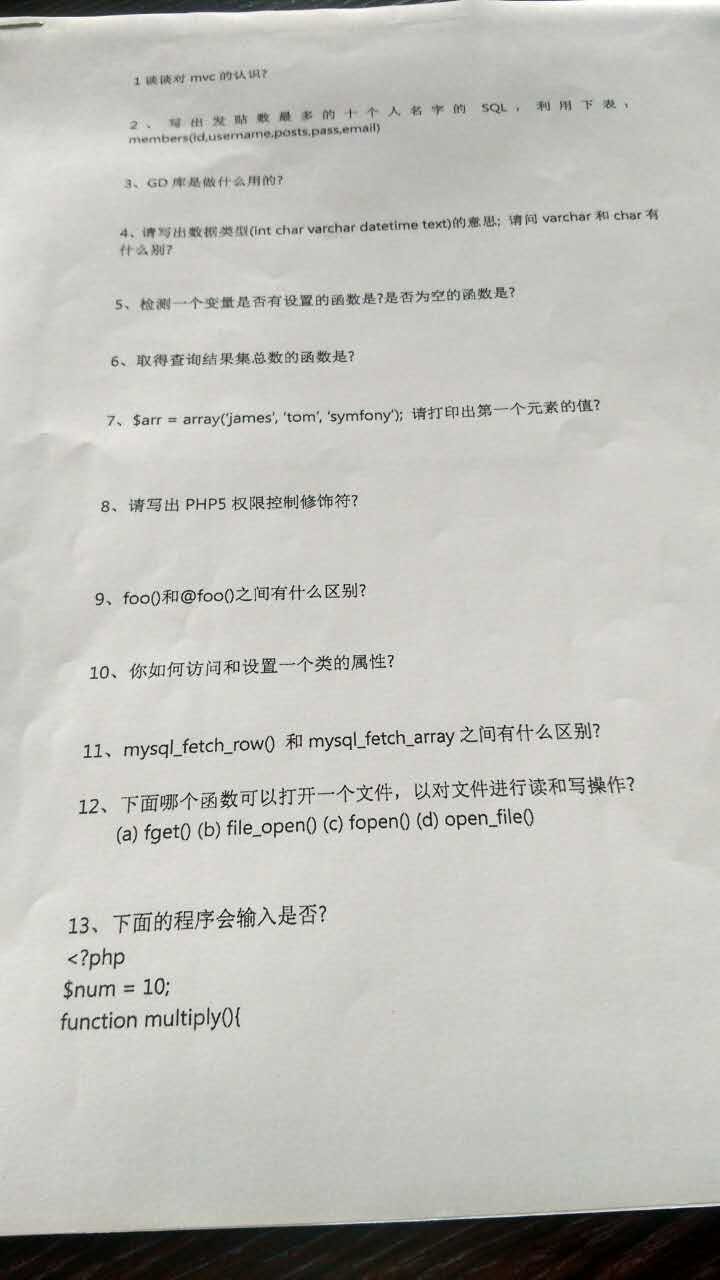 1 谈谈对 mvc 的认识?
2、写出发贴数最多的十个人名字的 SQL，利用下表：
members(id,username,posts,pass,email)
3、GD 库是做什么用的?
4、请写出数据类型(int char varchar datetime text)的意思; 请问 varchar 和 char 有
什么别?
5、检测一个变量是否有设置的函数是?是否为空的函数是?
6、取得查询结果集总数的函数是?
7、$arr = array('james', 'tom', 'symfony'); 请打印出第一个元素的值?
8、请写出 PHP5 权限控制修饰符?
9、foo()和@foo()之间有什么区别?
10、你如何访问和设置一个类的属性?
11、mysql_fetch_row() 和 mysql_fetch_array 之间有什么区别?
12、下面哪个函数可以打开一个文件，以对文件进行读和写操作?
(a) fget() (b) file_open() (c) fopen() (d) open_file()
13、下面的程序会输入是否?
<?php
$num = 10;
function multiply(){